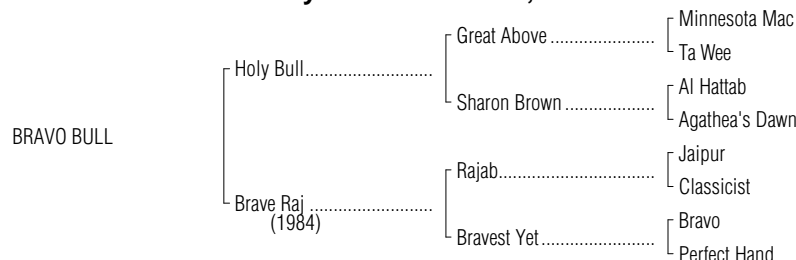 Minnesota Mac
Great Above ........................
Ta Wee
Holy Bull.............................
Al Hattab
Sharon Brown .....................
Agathea's Dawn
BRAVO BULL
Jaipur
Rajab....................................
Classicist
Brave Raj ............................
(1984)
Bravo
Bravest Yet..........................
Perfect Hand